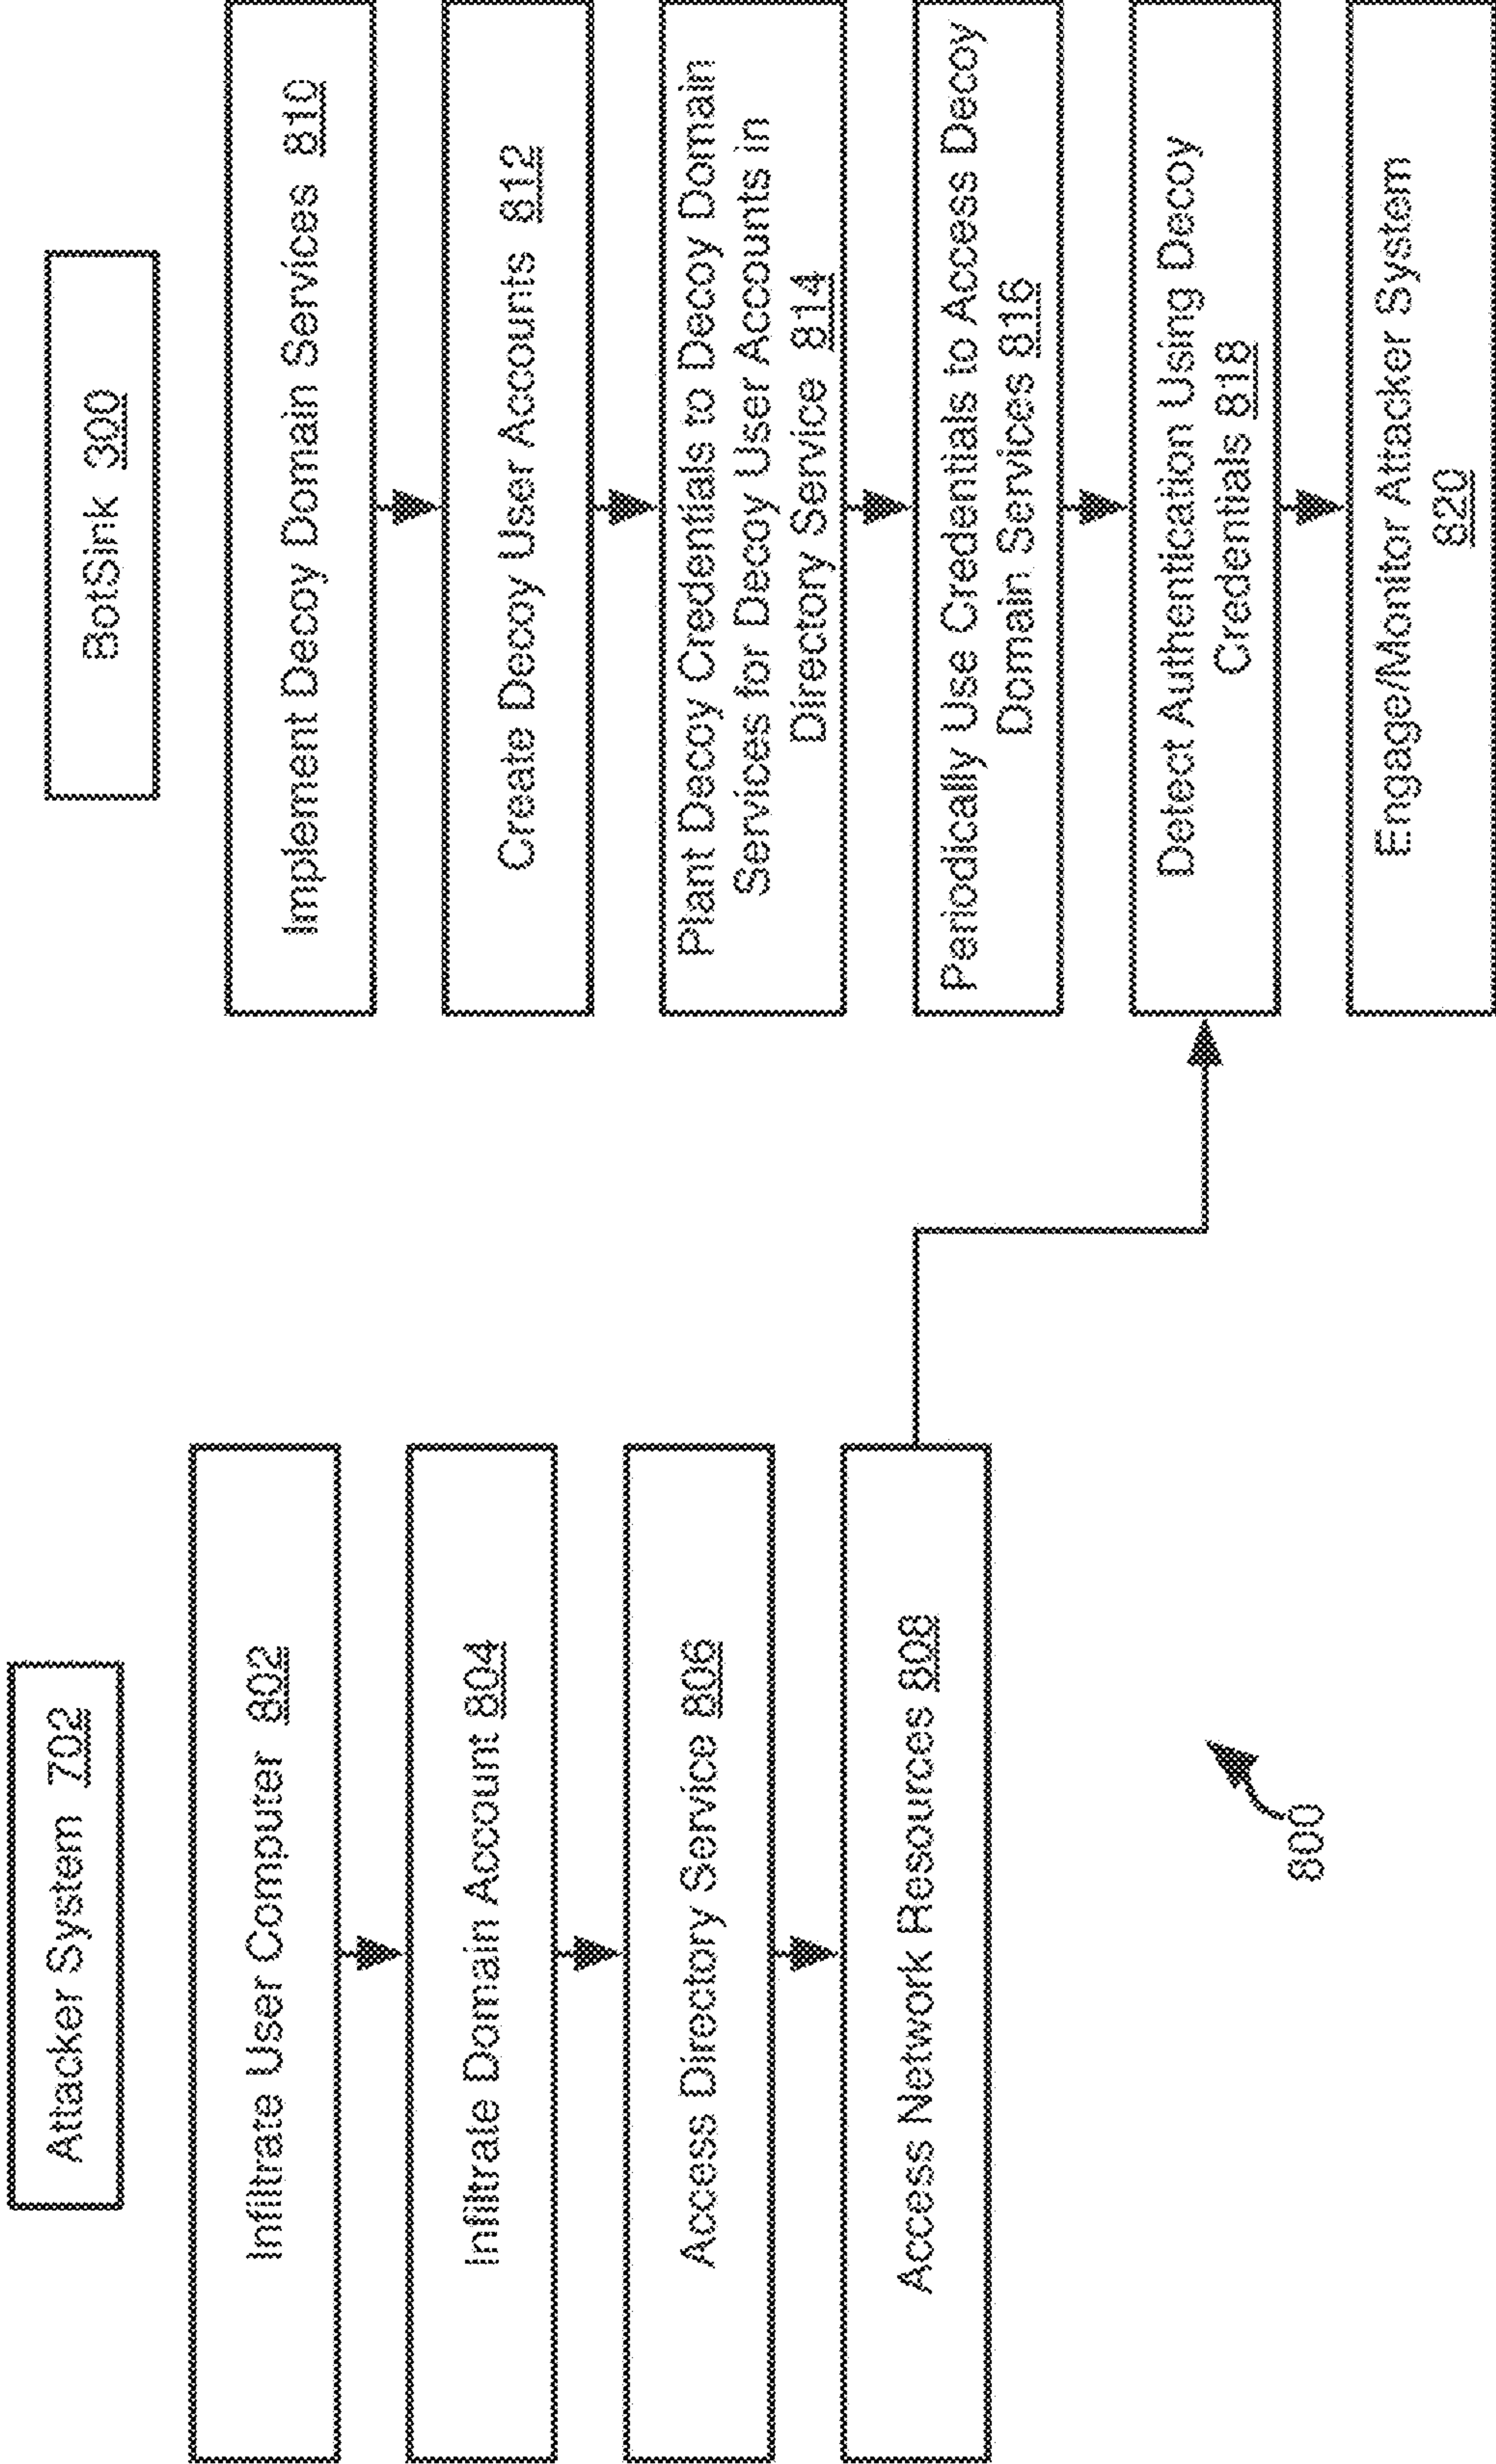 Attacker System 702
Infiltrate User Computer 802
Infiltrate Domain Account 804
Access Directory Service 806
Access Network Resources 808
800
BotSink 300
Implement Decoy Domain Services 810
Create Decoy User Accounts 812
Plant Decoy Credentials to Decoy Domain
Services for Decoy User Accounts in
Directory Service 814
Periodically Use Credentials to Access Decoy
Domain Services 816
Detect Authentication Using Decoy
Credentials 818
Engage/Monitor Attacker System
820